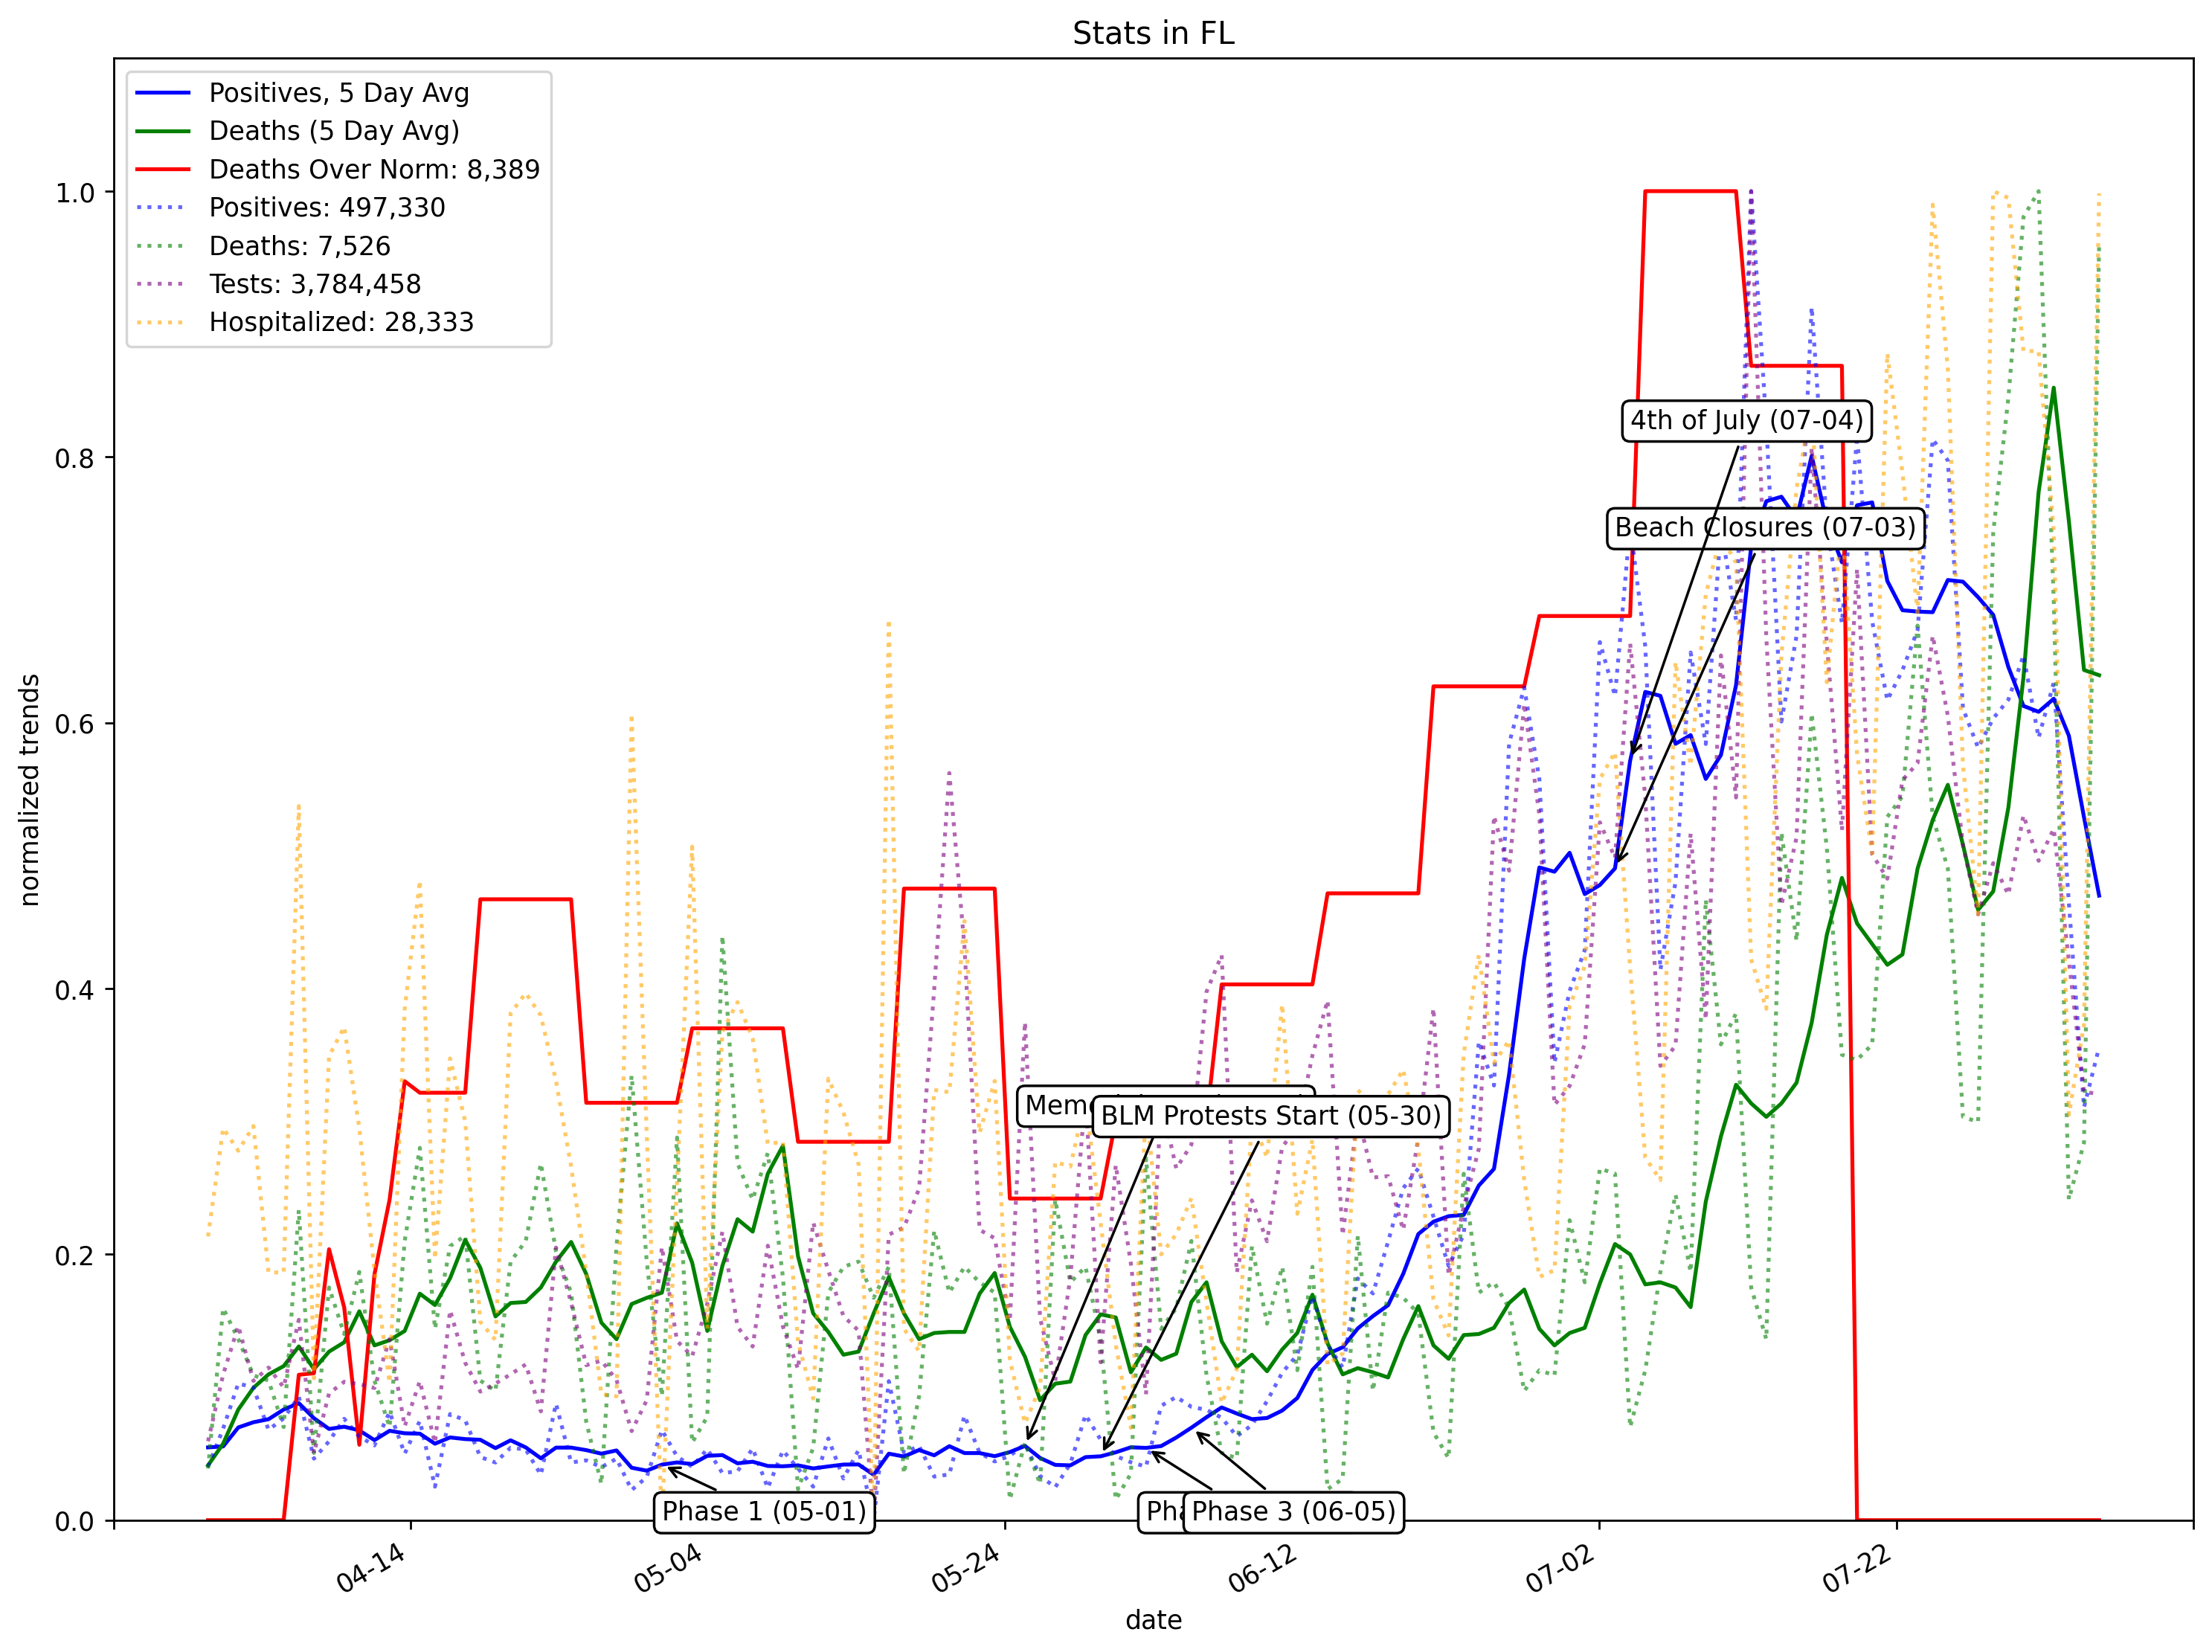 Stats in FL
Positives, 5 Day Avg
Deaths (5 Day Avg)
Deaths Over Norm: 8,389
Positives: 497,330
Deaths: 7,526
Tests: 3,784,458
Hospitalized: 28,333
normalized trends
1.0
0.8
0.6
0.4
0.2
0.0
4th of July (07-04)
Beach Closures (07-03)
BLM Protests Start (05-30)
Phase 1 (05-01)
Phase 3 (06-05)
04-14
05-04
05-24
06-12
07-02
07-22
date